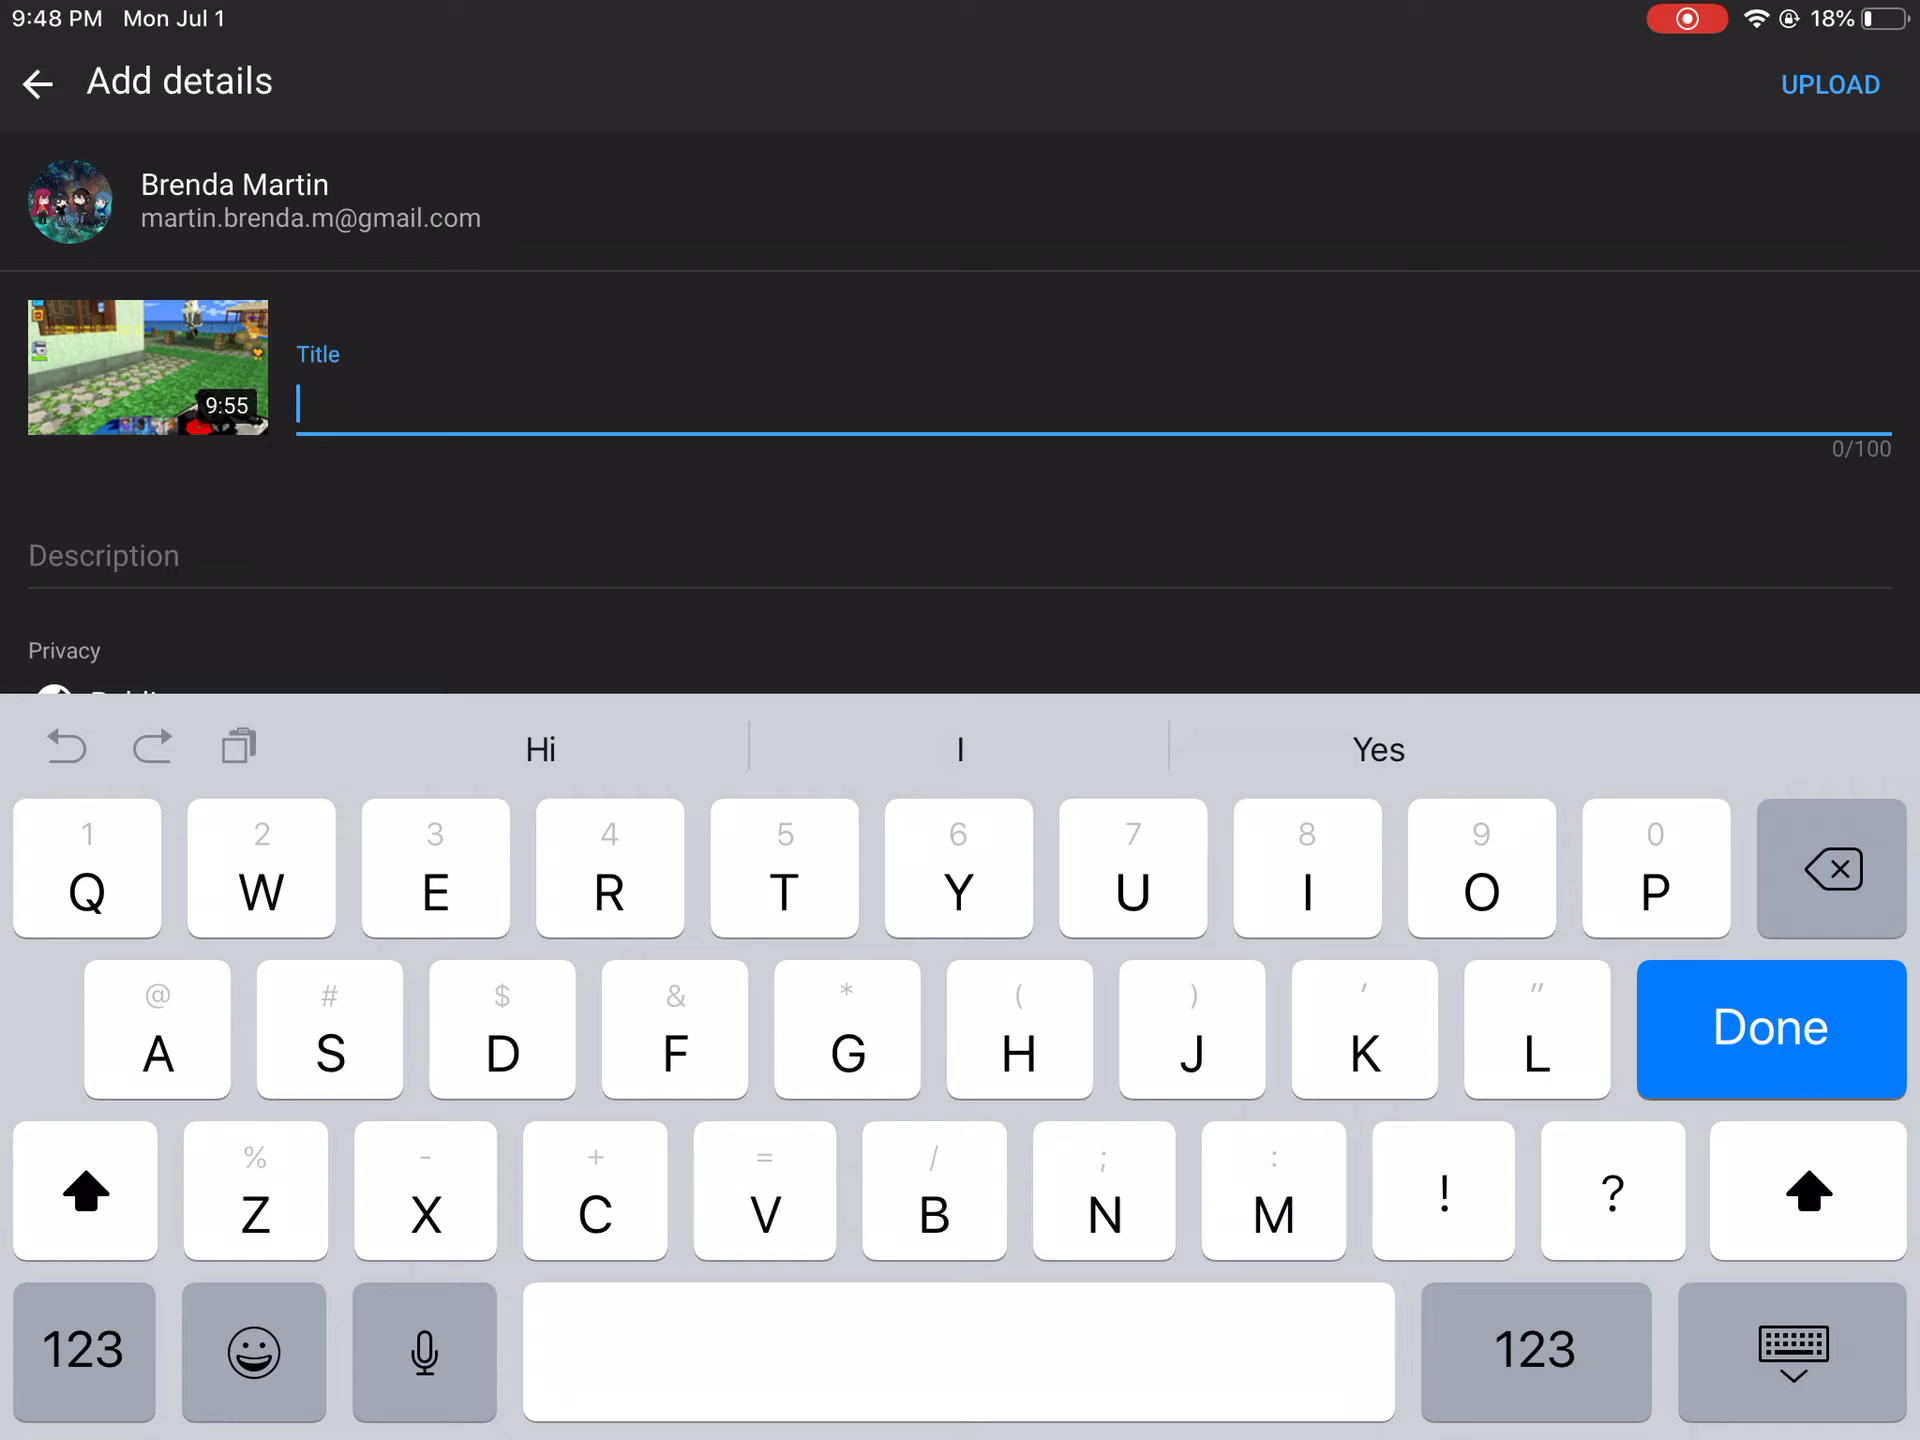 9:48 PM Mon Jul 1
18%
Add details
UPLOAD
Brenda Martin
martin.brenda.m@gmail.com
9:55
Title
0/100
Description
Privacy
Hi I Yes
1 2 3 4 5 6 7 8 9 0
Q W E R T Y U I O P
@ # $ & * ( ) ' "
A S D F G H J K L
Done
% - + = / ; :
Z X C V B N M ! ?
123 123